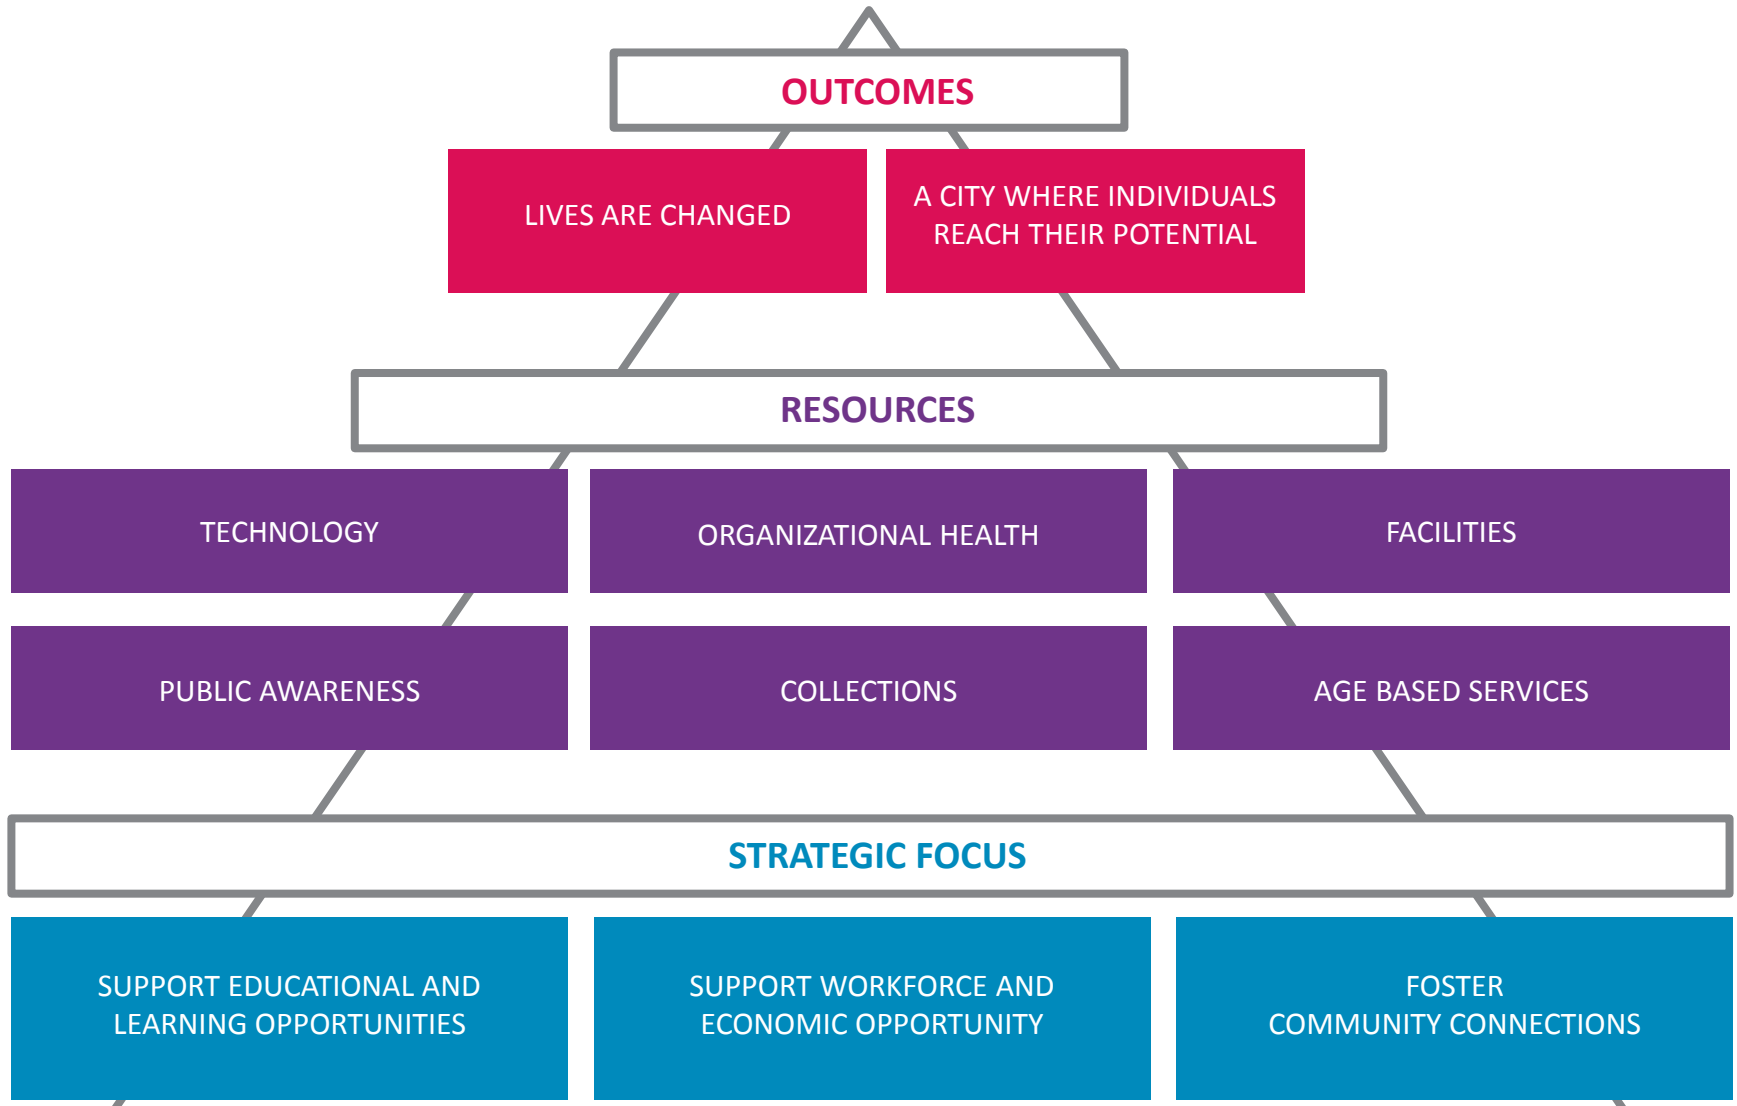 OUTCOMES
LIVES ARE CHANGED
A CITY WHERE INDIVIDUALS
REACH THEIR POTENTIAL
RESOURCES
TECHNOLOGY
ORGANIZATIONAL HEALTH
FACILITIES
PUBLIC AWARENESS
COLLECTIONS
AGE BASED SERVICES
STRATEGIC FOCUS
SUPPORT EDUCATIONAL AND
LEARNING OPPORTUNITIES
SUPPORT WORKFORCE AND
ECONOMIC OPPORTUNITY
FOSTER
COMMUNITY CONNECTIONS